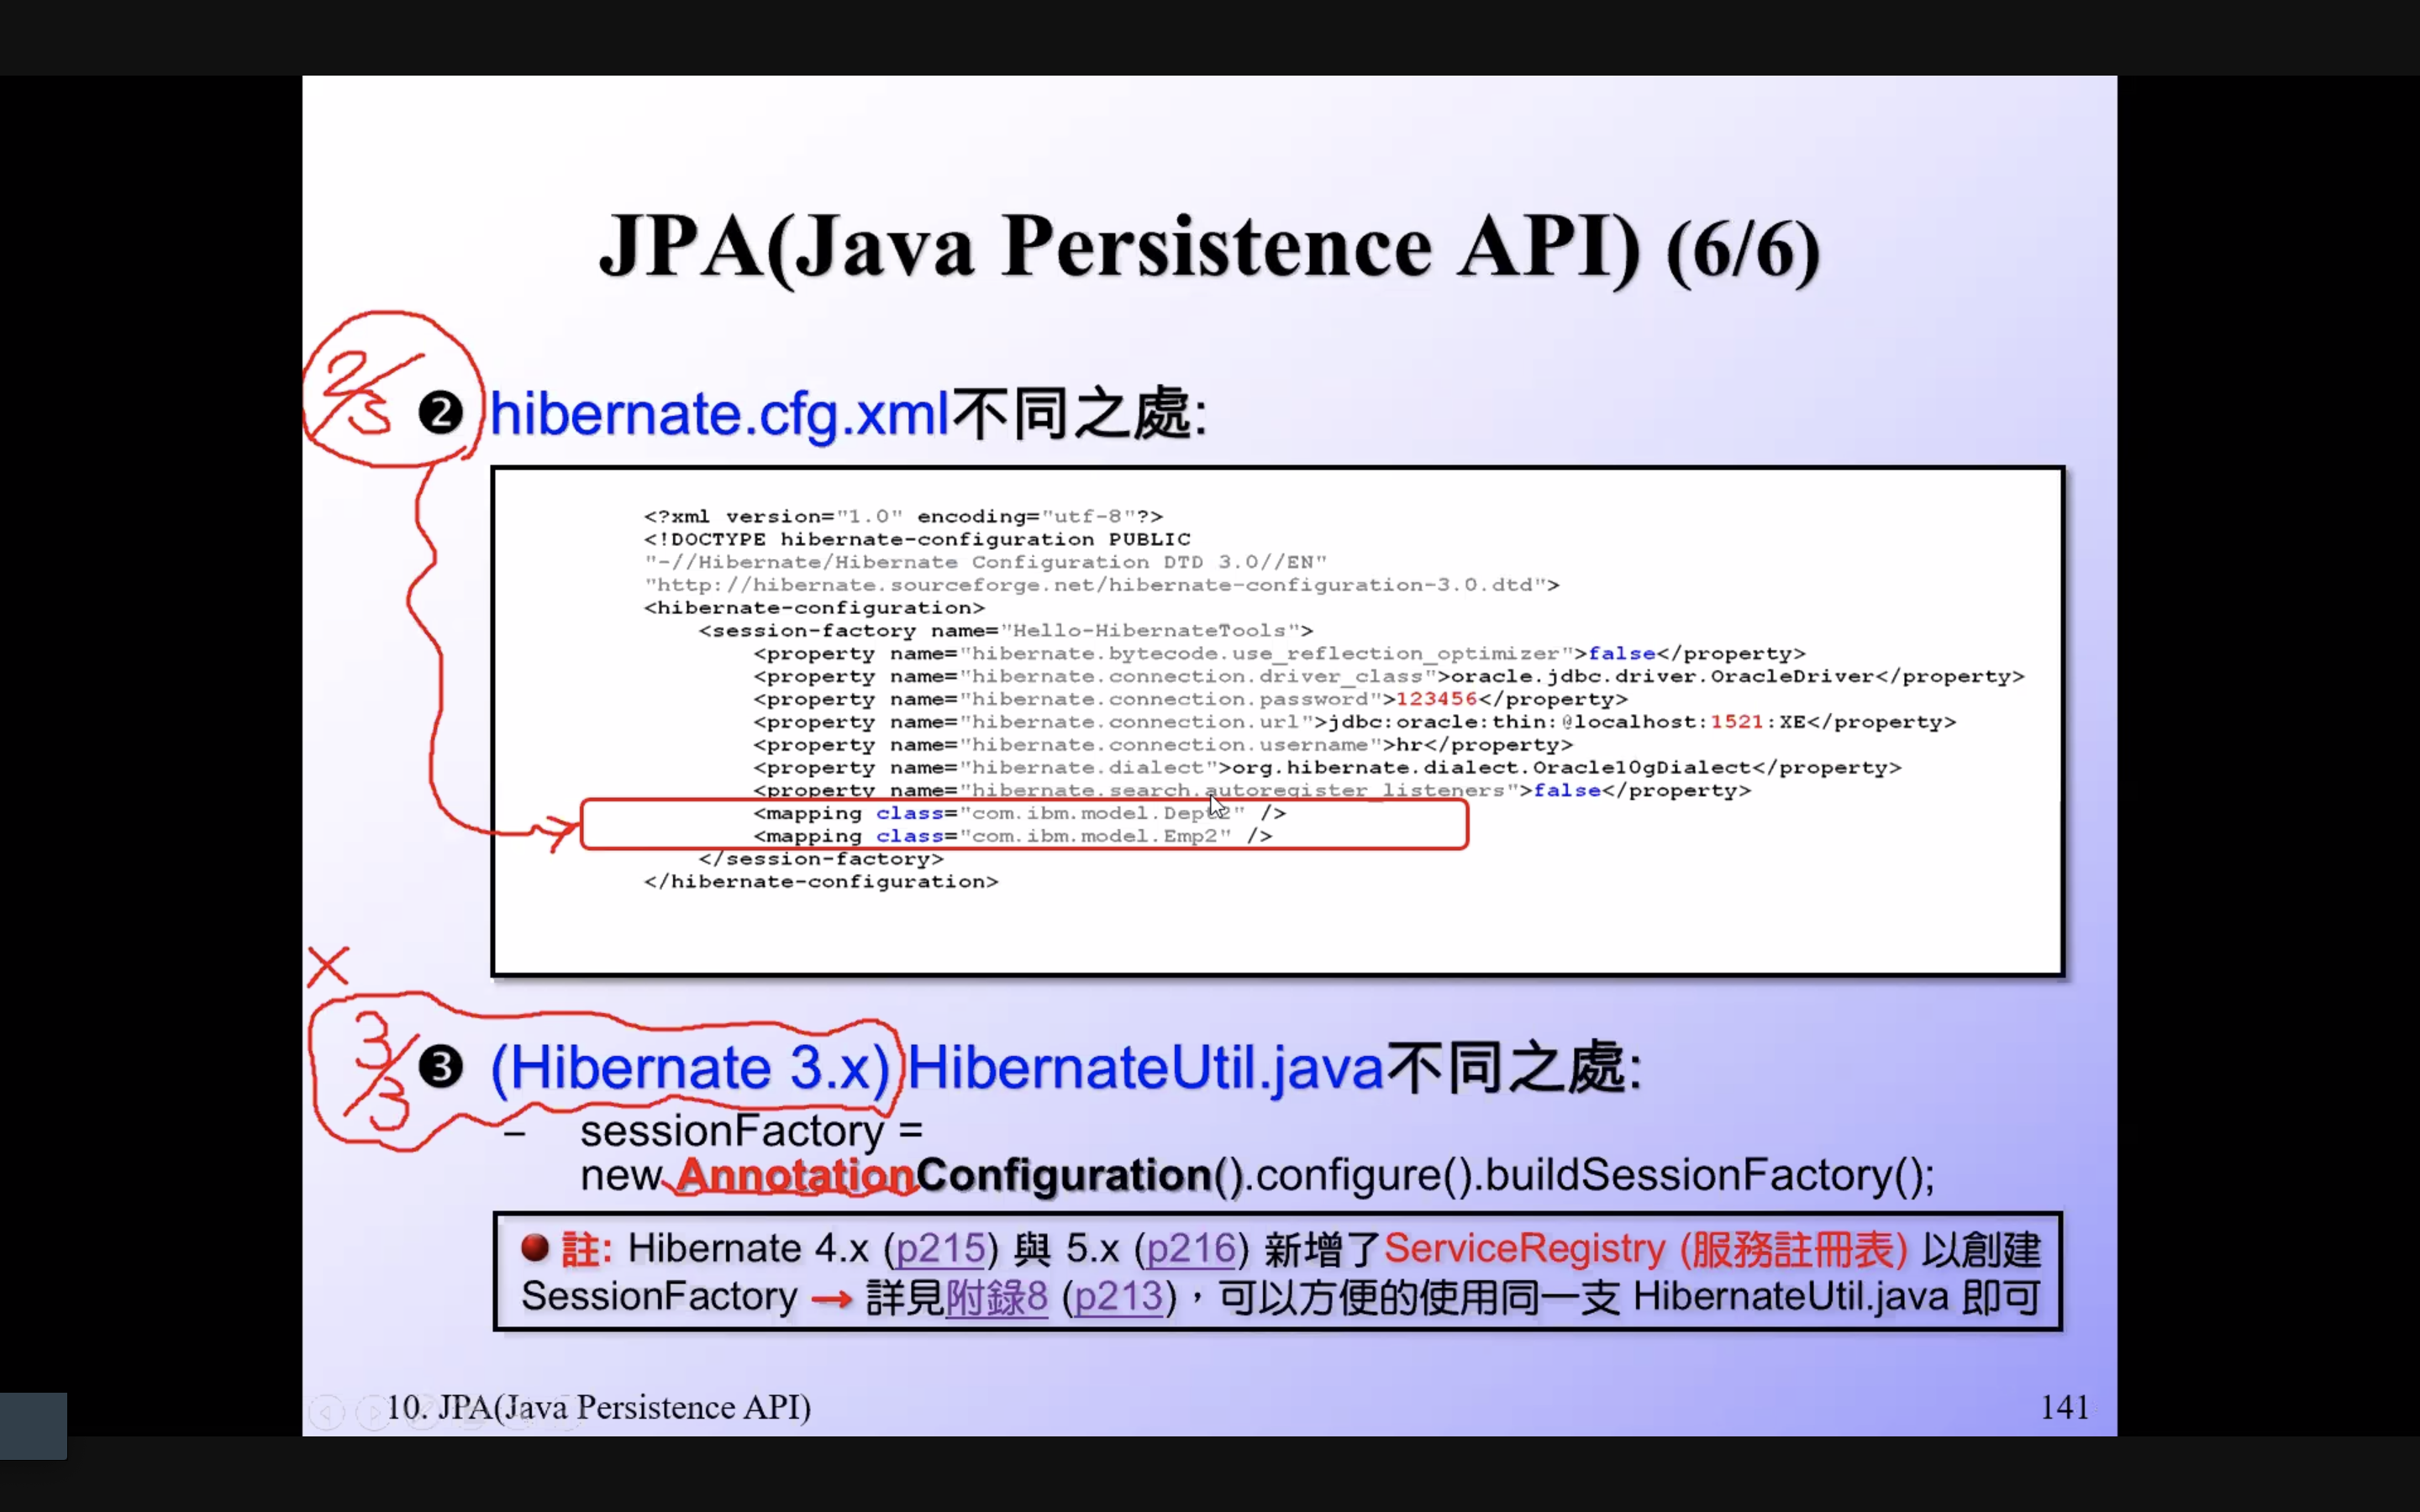 JPA(Java Persistence API) (6/6)
2/3 ❷ hibernate.cfg.xml不同之處:
<?xml version="1.0" encoding="utf-8"?>
<!DOCTYPE hibernate-configuration PUBLIC
"-//Hibernate/Hibernate Configuration DTD 3.0//EN"
"http://hibernate.sourceforge.net/hibernate-configuration-3.0.dtd">
<hibernate-configuration>
<session-factory name="Hello-HibernateTools">
<property name="hibernate.bytecode.use_reflection_optimizer">false</property>
<property name="hibernate.connection.driver_class">oracle.jdbc.driver.OracleDriver</property>
<property name="hibernate.connection.password">123456</property>
<property name="hibernate.connection.url">jdbc:oracle:thin:@localhost:1521:XE</property>
<property name="hibernate.connection.username">hr</property>
<property name="hibernate.dialect">org.hibernate.dialect.Oracle10gDialect</property>
<property name="hibernate.search.autoregister_listeners">false</property>
<mapping class="com.ibm.model.Dept2" />
<mapping class="com.ibm.model.Emp2" />
</session-factory>
</hibernate-configuration>
X
3/3 ❸ (Hibernate 3.x) HibernateUtil.java不同之處:
– sessionFactory =
new AnnotationConfiguration().configure().buildSessionFactory();
註: Hibernate 4.x (p215) 與 5.x (p216) 新增了ServiceRegistry (服務註冊表) 以創建
SessionFactory → 詳見附錄8 (p213)，可以方便的使用同一支 HibernateUtil.java 即可
10. JPA(Java Persistence API)
141